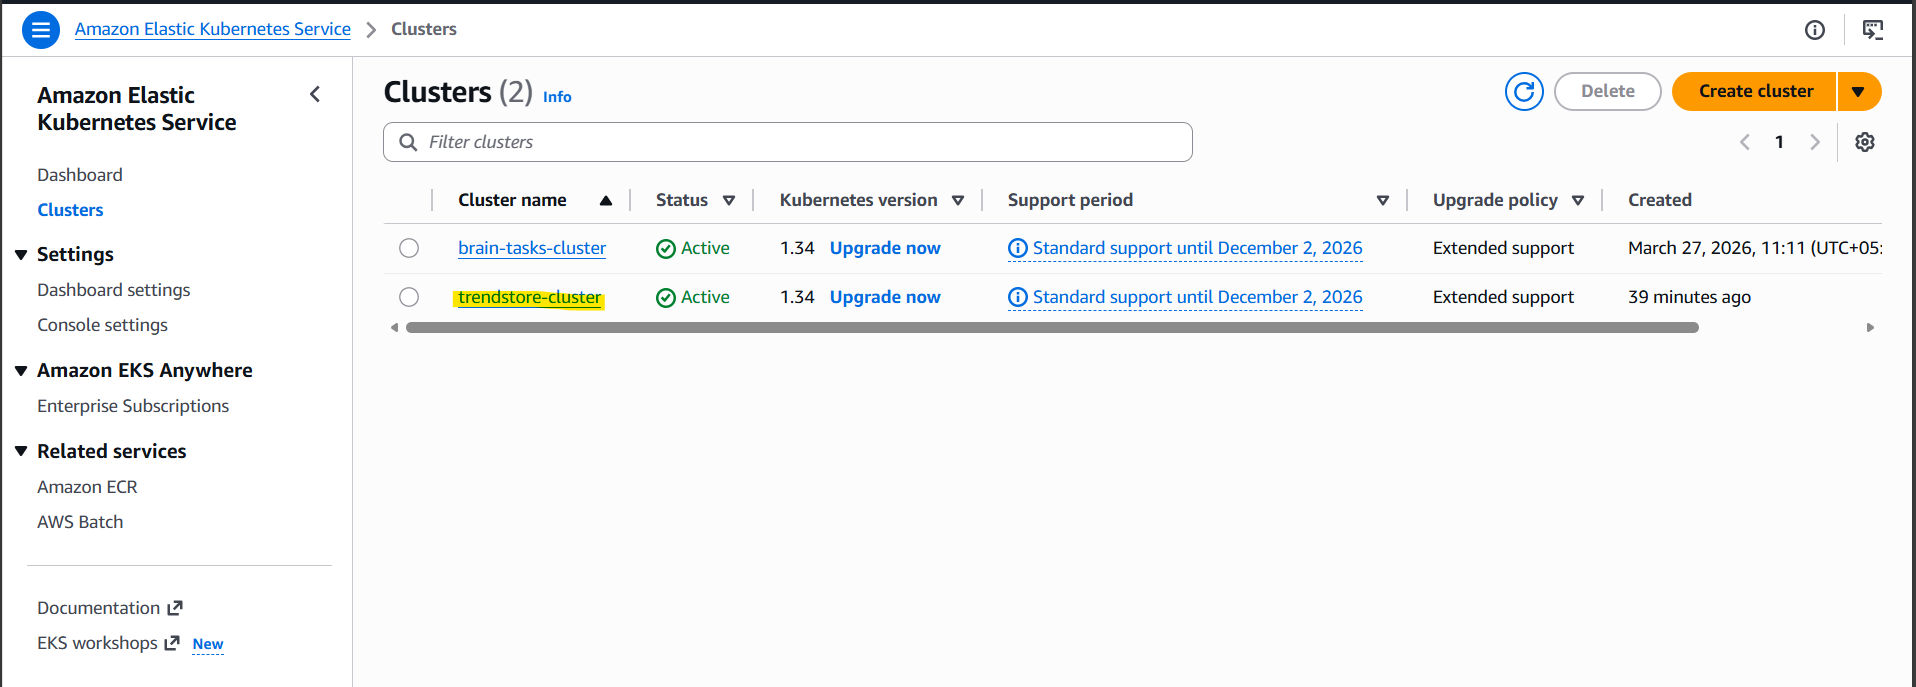 Amazon Elastic Kubernetes Service > Clusters
Amazon Elastic
Kubernetes Service
Dashboard
Clusters
Settings
Dashboard settings
Console settings
Amazon EKS Anywhere
Enterprise Subscriptions
Related services
Amazon ECR
AWS Batch
Documentation
EKS workshops New
Clusters (2) Info
Delete
Create cluster
Filter clusters
1
Cluster name Status Kubernetes version Support period Upgrade policy Created
brain-tasks-cluster Active 1.34 Upgrade now Standard support until December 2, 2026 Extended support March 27, 2026, 11:11 (UTC+05:
trendstore-cluster Active 1.34 Upgrade now Standard support until December 2, 2026 Extended support 39 minutes ago